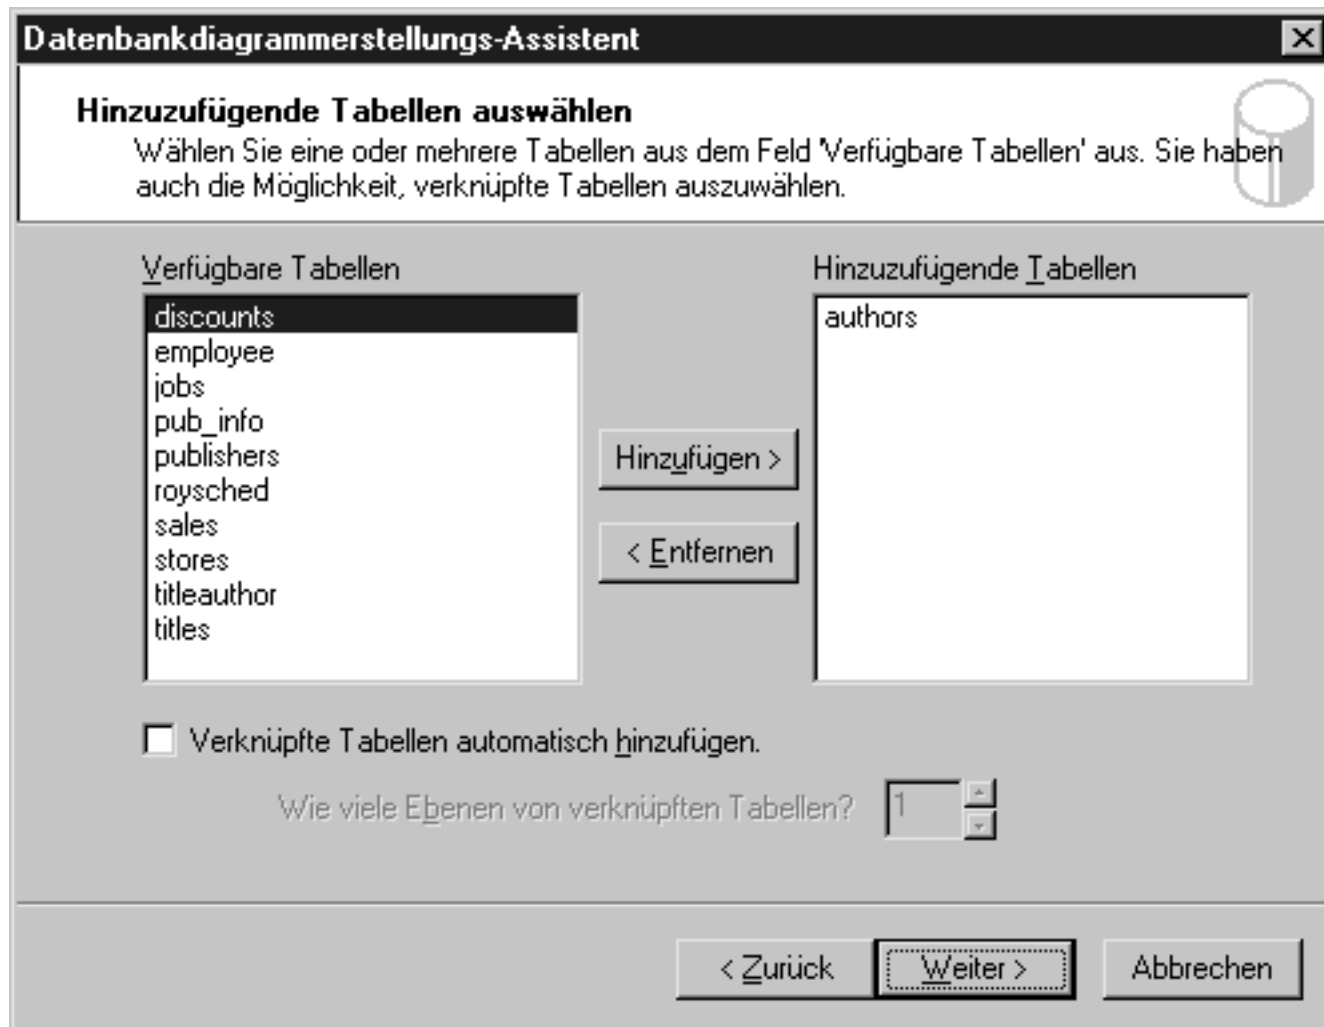 Datenbankdiagrammerstellungs-Assistent
Hinzuzufügende Tabellen auswählen
Wählen Sie eine oder mehrere Tabellen aus dem Feld 'Verfügbare Tabellen' aus. Sie haben
auch die Möglichkeit, verknüpfte Tabellen auszuwählen.
Verfügbare Tabellen
discounts
employee
jobs
pub_info
publishers
roysched
sales
stores
titleauthor
titles
Hinzufügen >
< Entfernen
Hinzuzufügende Tabellen
authors
Verknüpfte Tabellen automatisch hinzufügen.
Wie viele Ebenen von verknüpften Tabellen? 1
< Zurück
Weiter >
Abbrechen